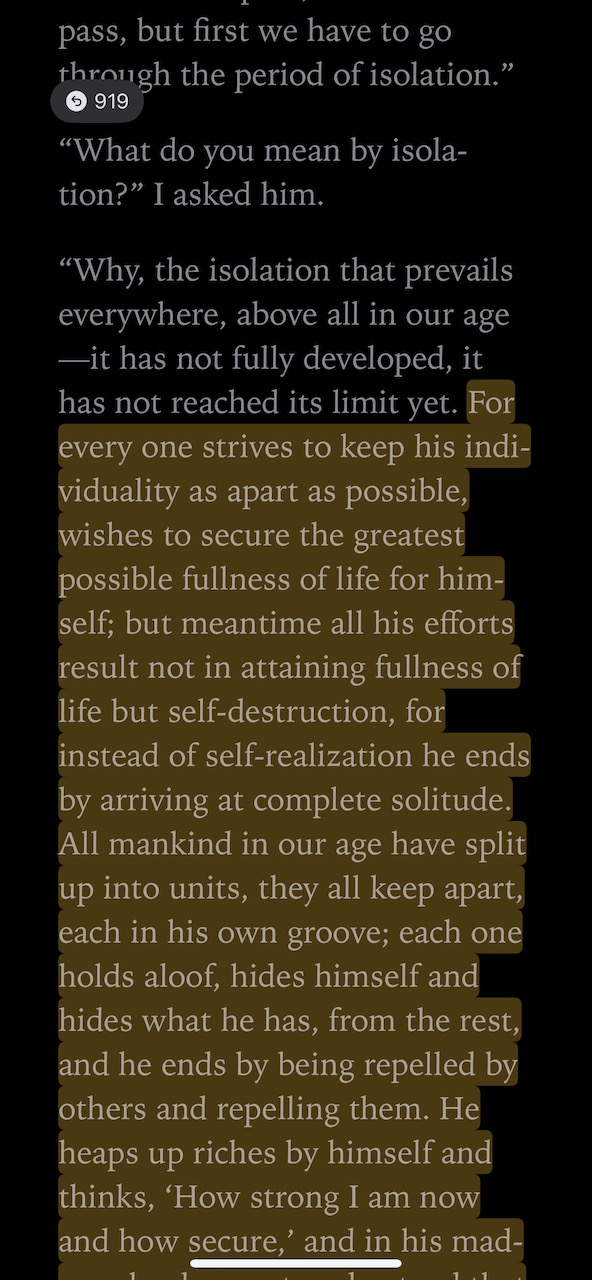 pass, but first we have to go
through the period of isolation.”
919
“What do you mean by isola-
tion?” I asked him.
“Why, the isolation that prevails
everywhere, above all in our age
—it has not fully developed, it
has not reached its limit yet. For
every one strives to keep his indi-
viduality as apart as possible,
wishes to secure the greatest
possible fullness of life for him-
self; but meantime all his efforts
result not in attaining fullness of
life but self-destruction, for
instead of self-realization he ends
by arriving at complete solitude.
All mankind in our age have split
up into units, they all keep apart,
each in his own groove; each one
holds aloof, hides himself and
hides what he has, from the rest,
and he ends by being repelled by
others and repelling them. He
heaps up riches by himself and
thinks, ‘How strong I am now
and how secure,’ and in his mad-